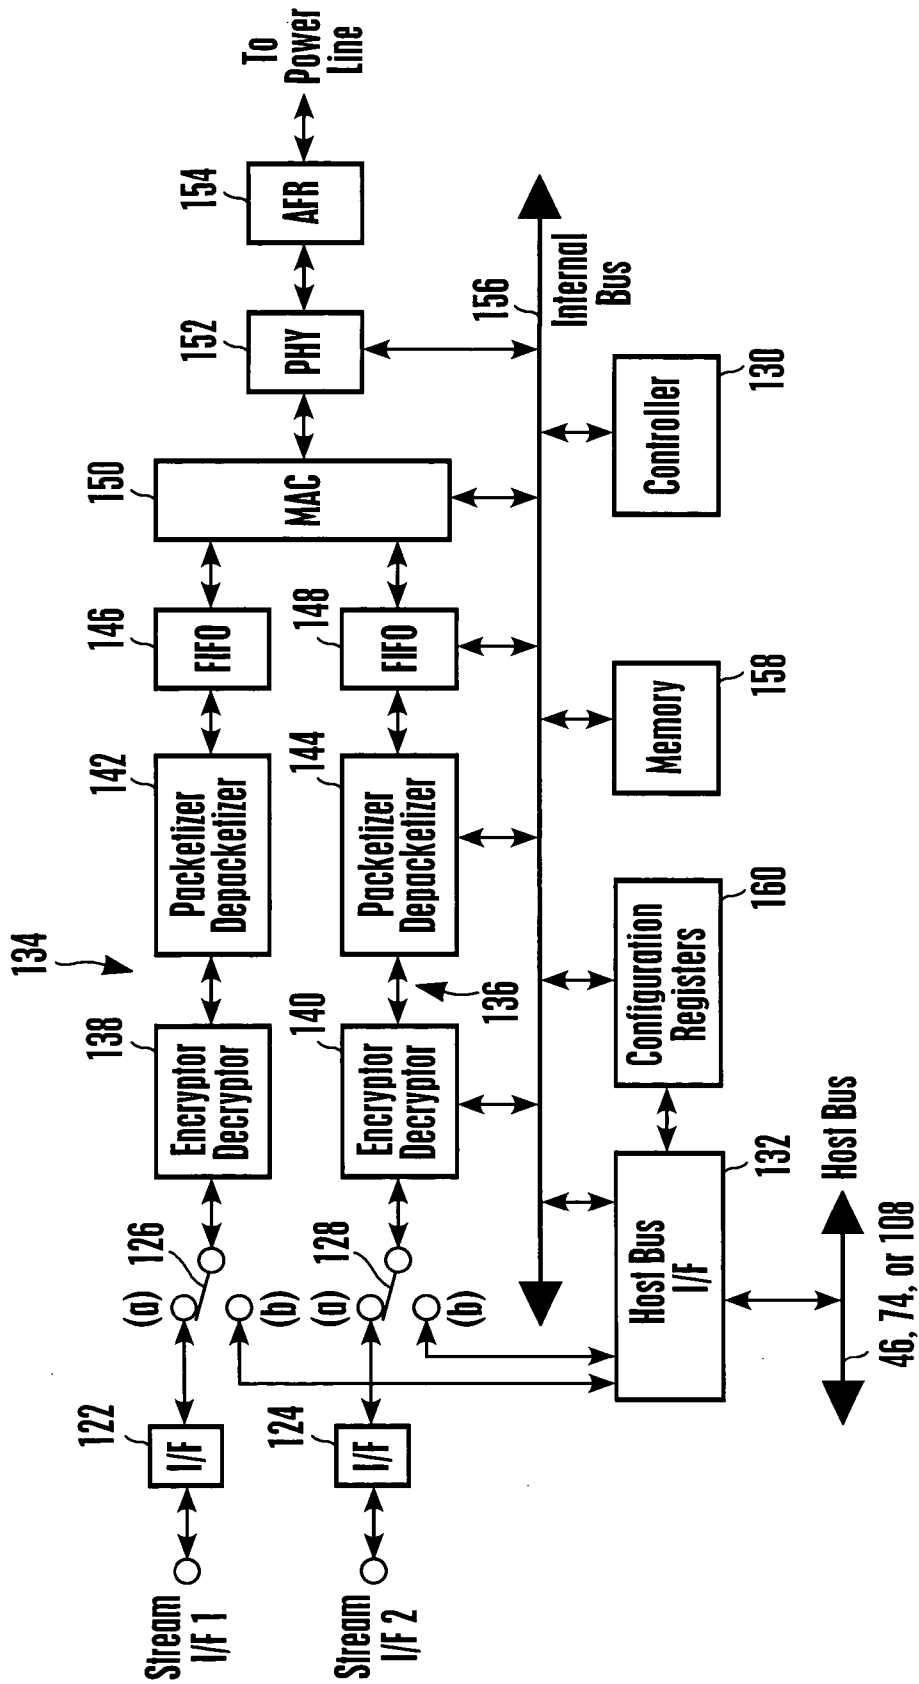 Stream
I/F 1
122
I/F
(a)
126
(b)
138
Encryptor
Decryptor
134
142
Packetizer
Depacketizer
146
FIFO
150
MAC
152
PHY
154
AFR
To
Power
Line
Stream
I/F 2
124
I/F
(a)
128
(b)
140
Encryptor
Decryptor
136
144
Packetizer
Depacketizer
148
FIFO
156
Internal
Bus
Host Bus
I/F
132
Configuration
Registers
160
Memory
158
Controller
130
Host Bus
46, 74, or 108